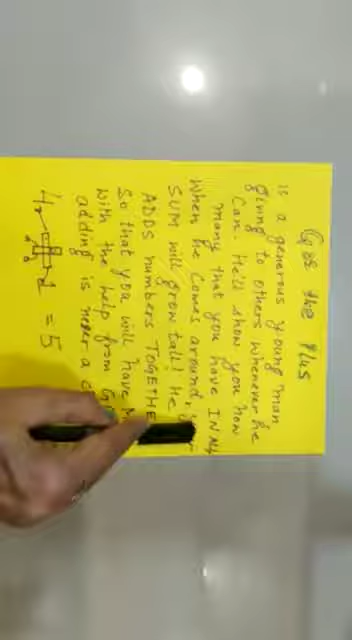 Gus the Plus
is a generous young man
giving to others whenever he
can. He'll show you how
many that you have IN
When he comes around,
SUM will grow tall! He
ADDS numbers TOGETHE
So that you will have
With the help from G
adding is never a
4 + 1 = 5